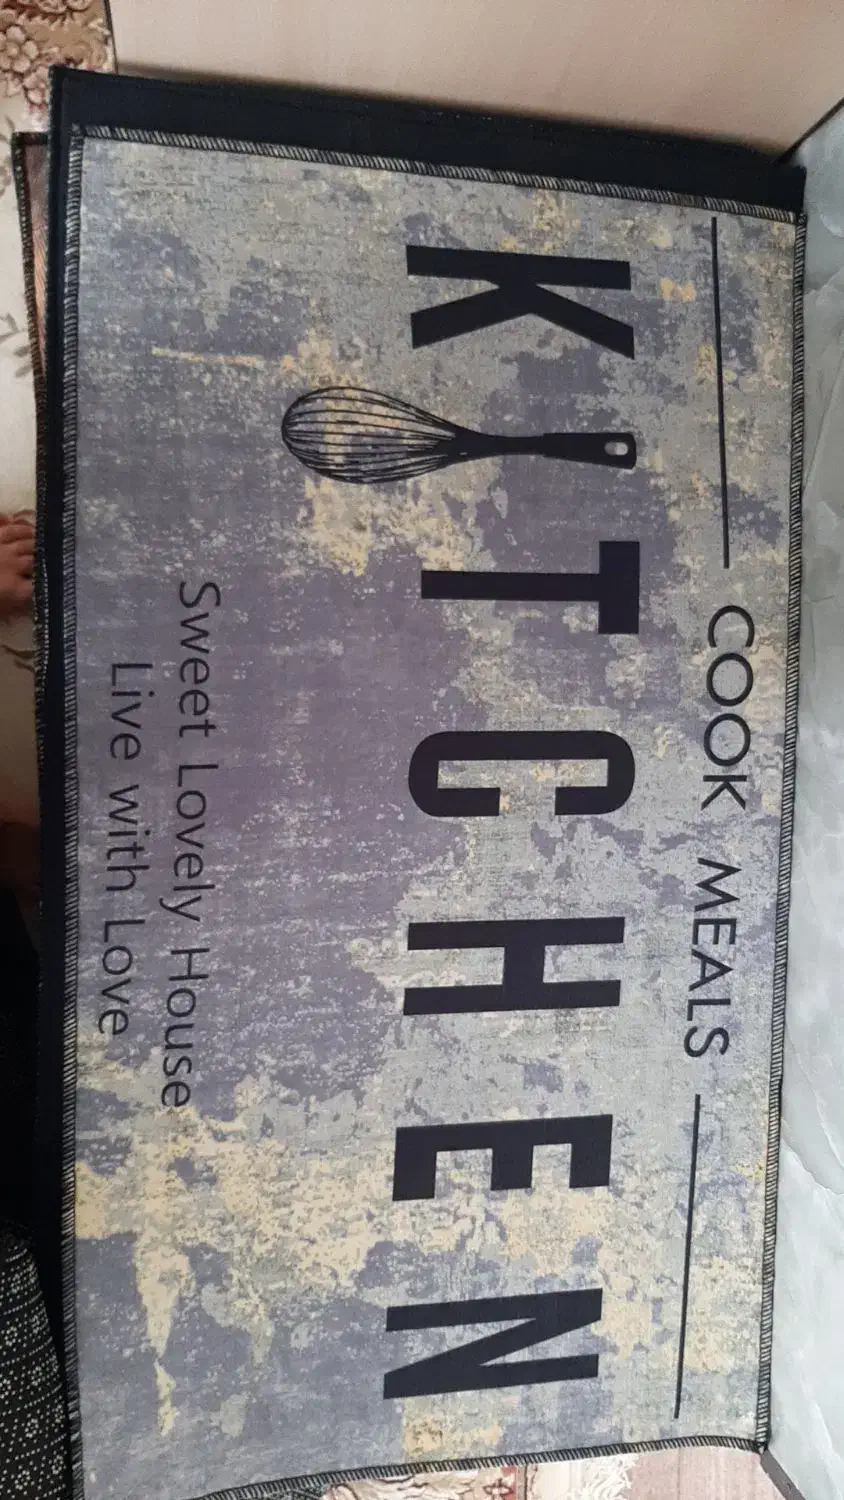 COOK MEALS
KITCHEN
Sweet Lovely House
Live with Love